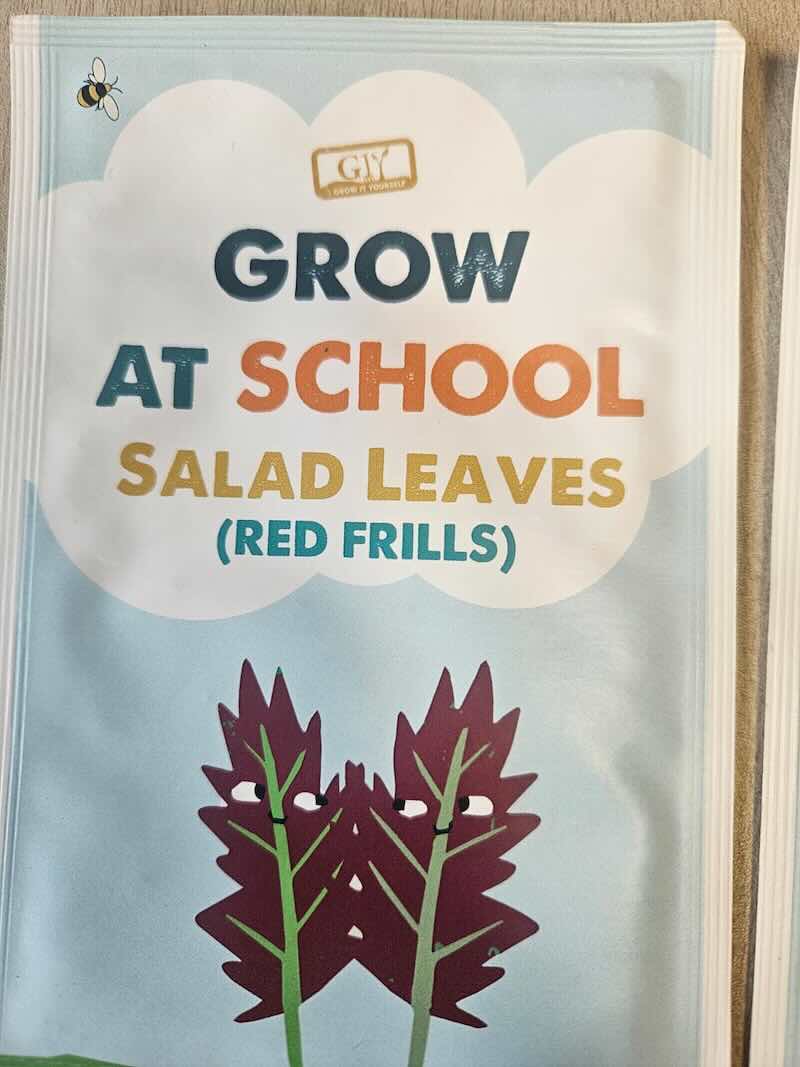 GIY
GROW IT YOURSELF
GROW
AT SCHOOL
SALAD LEAVES
(RED FRILLS)